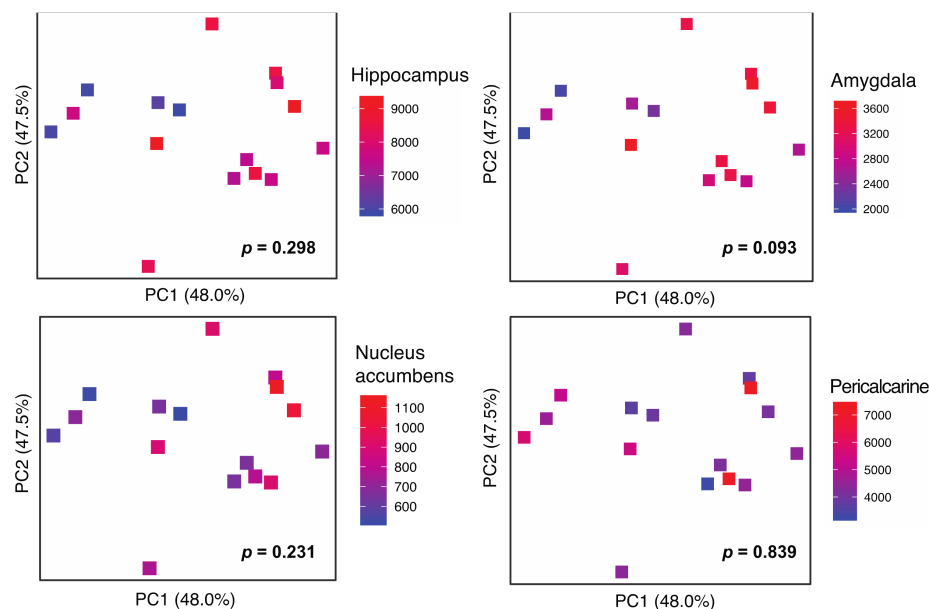 Hippocampus
9000
8000
7000
6000
PC2 (47.5%)
p = 0.298
PC1 (48.0%)
Amygdala
3600
3200
2800
2400
2000
PC2 (47.5%)
p = 0.093
PC1 (48.0%)
Nucleus
accumbens
1100
1000
900
800
700
600
PC2 (47.5%)
p = 0.231
PC1 (48.0%)
Pericalcarine
7000
6000
5000
4000
PC2 (47.5%)
p = 0.839
PC1 (48.0%)